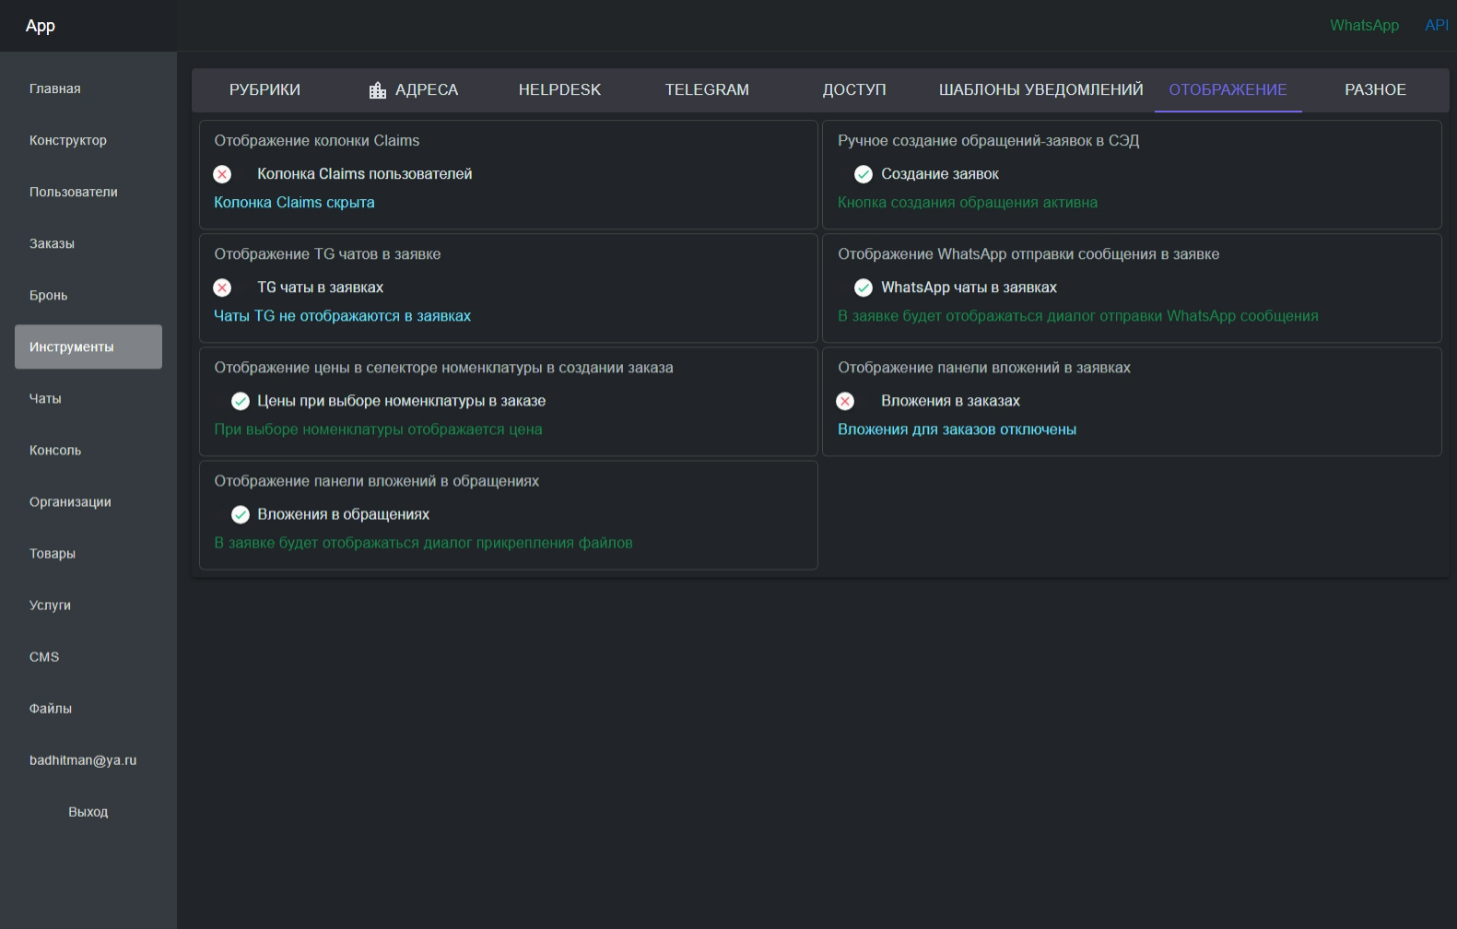 App
WhatsApp
API
Главная
Конструктор
Пользователи
Заказы
Бронь
Инструменты
Чаты
Консоль
Организации
Товары
Услуги
CMS
Файлы
badhitman@ya.ru
Выход
РУБРИКИ
АДРЕСА
HELPDESK
TELEGRAM
ДОСТУП
ШАБЛОНЫ УВЕДОМЛЕНИЙ
ОТОБРАЖЕНИЕ
РАЗНОЕ
Отображение колонки Claims
Колонка Claims пользователей
Колонка Claims скрыта
Ручное создание обращений-заявок в СЭД
Создание заявок
Кнопка создания обращения активна
Отображение TG чатов в заявке
TG чаты в заявках
Чаты TG не отображаются в заявках
Отображение WhatsApp отправки сообщения в заявке
WhatsApp чаты в заявках
В заявке будет отображаться диалог отправки WhatsApp сообщения
Отображение цены в селекторе номенклатуры в создании заказа
Цены при выборе номенклатуры в заказе
При выборе номенклатуры отображается цена
Отображение панели вложений в заявках
Вложения в заказах
Вложения для заказов отключены
Отображение панели вложений в обращениях
Вложения в обращениях
В заявке будет отображаться диалог прикрепления файлов